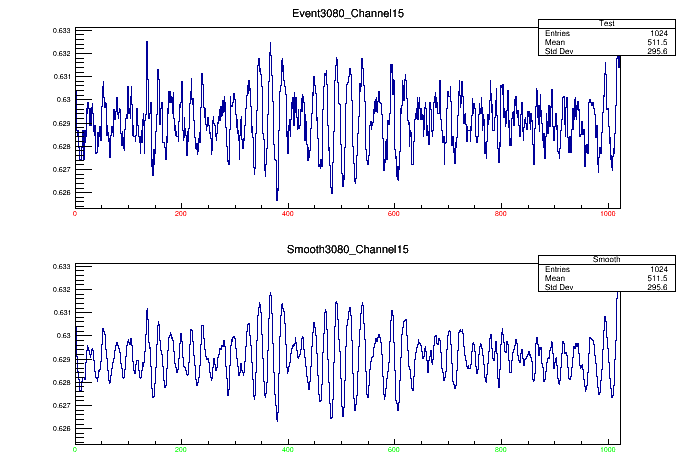 Event3080_Channel15
Test
Entries 1024
Mean 511.5
Std Dev 295.6
0.633
0.632
0.631
0.63
0.629
0.628
0.627
0.626
0 200 400 600 800 1000
Smooth3080_Channel15
Smooth
Entries 1024
Mean 511.5
Std Dev 295.6
0.633
0.632
0.631
0.63
0.629
0.628
0.627
0.626
0 200 400 600 800 1000